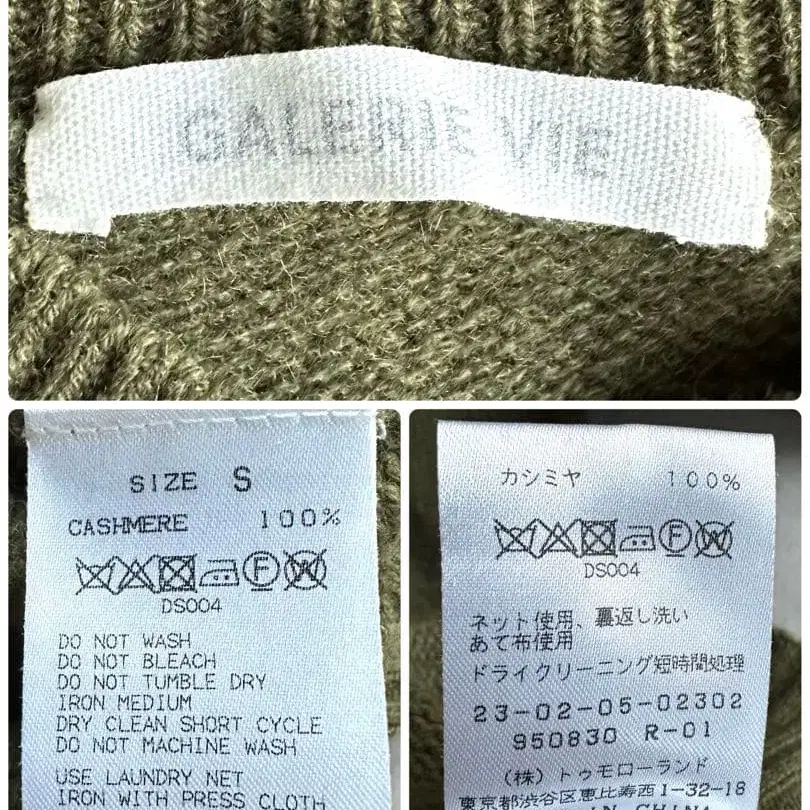 GALERIE VIE
SIZE S
CASHMERE 100%
DS004
DO NOT WASH
DO NOT BLEACH
DO NOT TUMBLE DRY
IRON MEDIUM
DRY CLEAN SHORT CYCLE
DO NOT MACHINE WASH
USE LAUNDRY NET
IRON WITH PRESS CLOTH
カシミヤ 100%
DS004
ネット使用、裏返し洗い
あて布使用
ドライクリーニング短時間処理
23-02-05-02302
950830 R-01
(株)トゥモローランド
東京都渋谷区恵比寿西1-32-18
IN CHINA